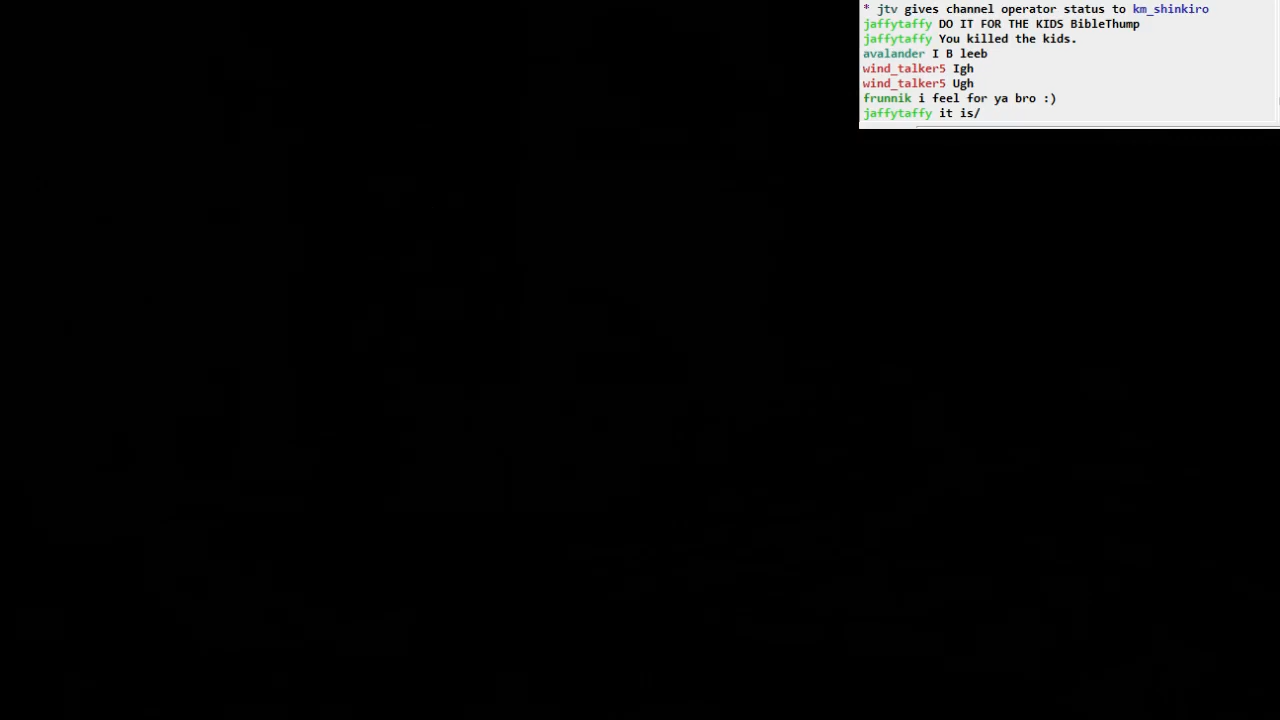 * jtv gives channel operator status to km_shinkiro
jaffytaffy DO IT FOR THE KIDS BibleThump
jaffytaffy You killed the kids.
avalander I B leeb
wind_talker5 Igh
wind_talker5 Ugh
frunnik i feel for ya bro :)
jaffytaffy it is/